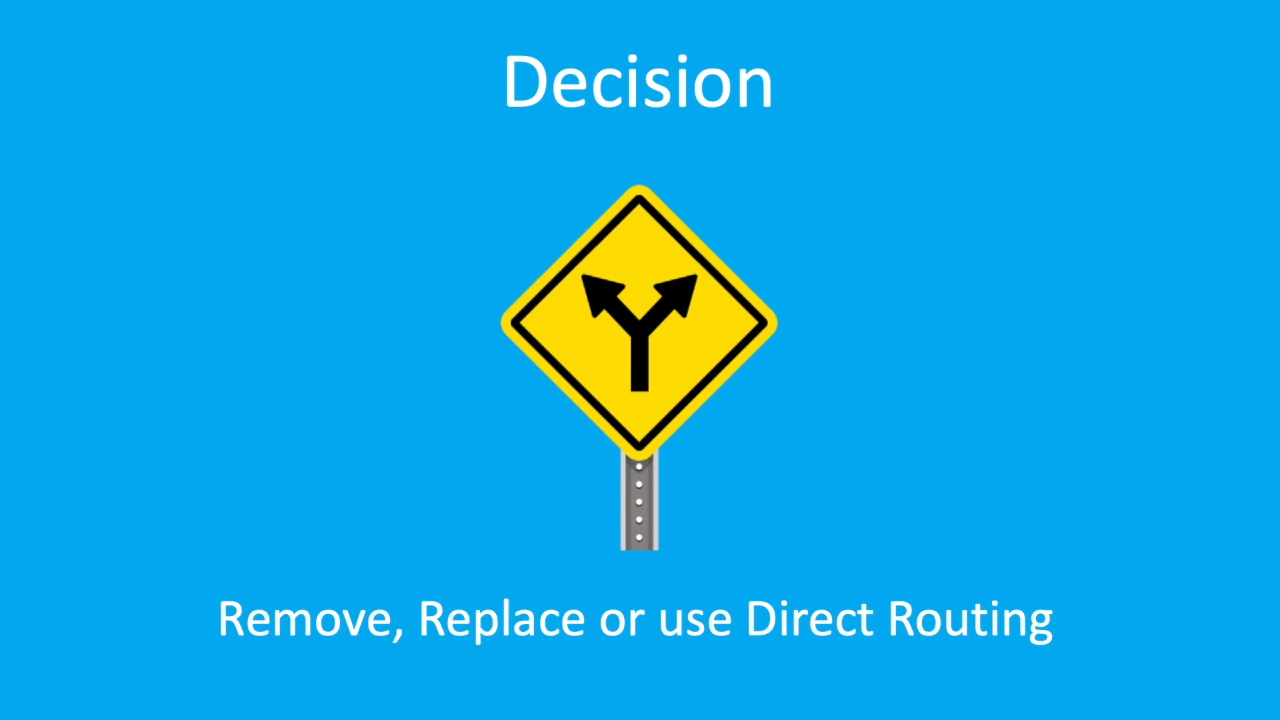 Decision
Remove, Replace or use Direct Routing